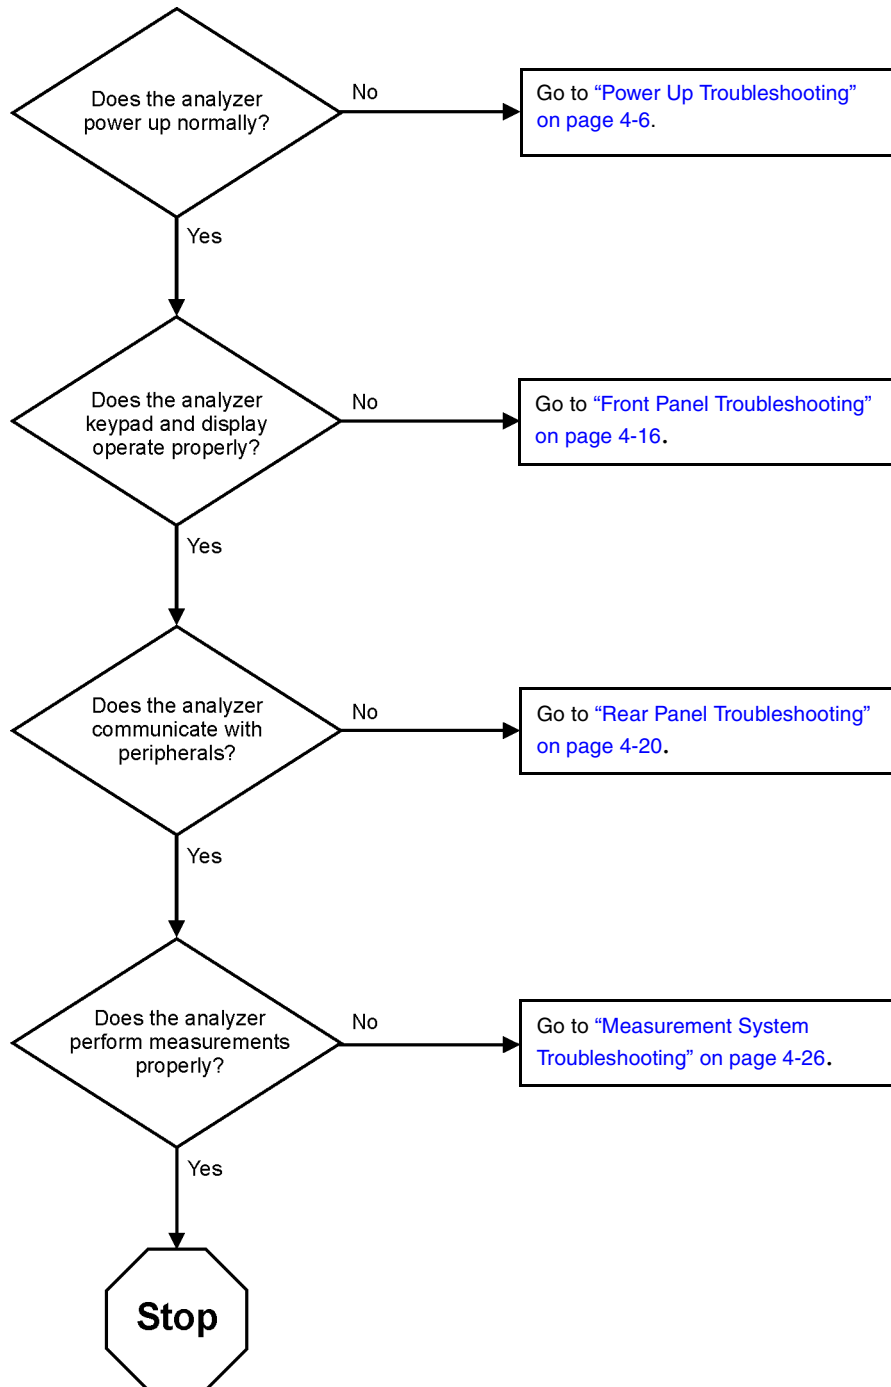 Does the analyzer
power up normally?
No
Go to “Power Up Troubleshooting”
on page 4-6.
Yes
Does the analyzer
keypad and display
operate properly?
No
Go to “Front Panel Troubleshooting”
on page 4-16.
Yes
Does the analyzer
communicate with
peripherals?
No
Go to “Rear Panel Troubleshooting”
on page 4-20.
Yes
Does the analyzer
perform measurements
properly?
No
Go to “Measurement System
Troubleshooting” on page 4-26.
Yes
Stop